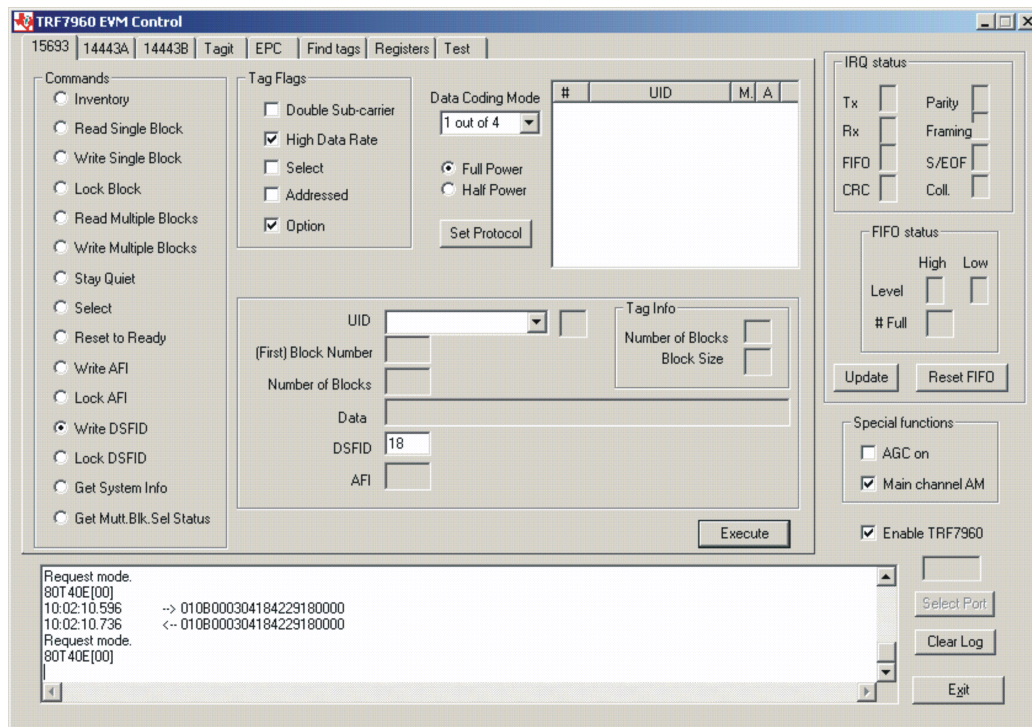 TRF7960 EVM Control
15693 14443A 14443B Tagit EPC Find tags Registers Test
Commands
Inventory
Read Single Block
Write Single Block
Lock Block
Read Multiple Blocks
Write Multiple Blocks
Stay Quiet
Select
Reset to Ready
Write AFI
Lock AFI
Write DSFID
Lock DSFID
Get System Info
Get Mutt.Blk.Sel Status
Tag Flags
Double Sub-carrier
High Data Rate
Select
Addressed
Option
Data Coding Mode
1 out of 4
Full Power
Half Power
Set Protocol
# UID M. A
UID
(First) Block Number
Number of Blocks
Data
DSFID 18
AFI
Tag Info
Number of Blocks
Block Size
Execute
IRQ status
Tx Parity
Rx Framing
FIFO S/EOF
CRC Coll.
FIFO status
High Low
Level
# Full
Update Reset FIFO
Special functions
AGC on
Main channel AM
Enable TRF7960
Select Port
Clear Log
Exit
Request mode.
80T40E[00]
10:02:10.596 --> 010B000304184229180000
10:02:10.736 <-- 010B000304184229180000
Request mode.
80T40E[00]